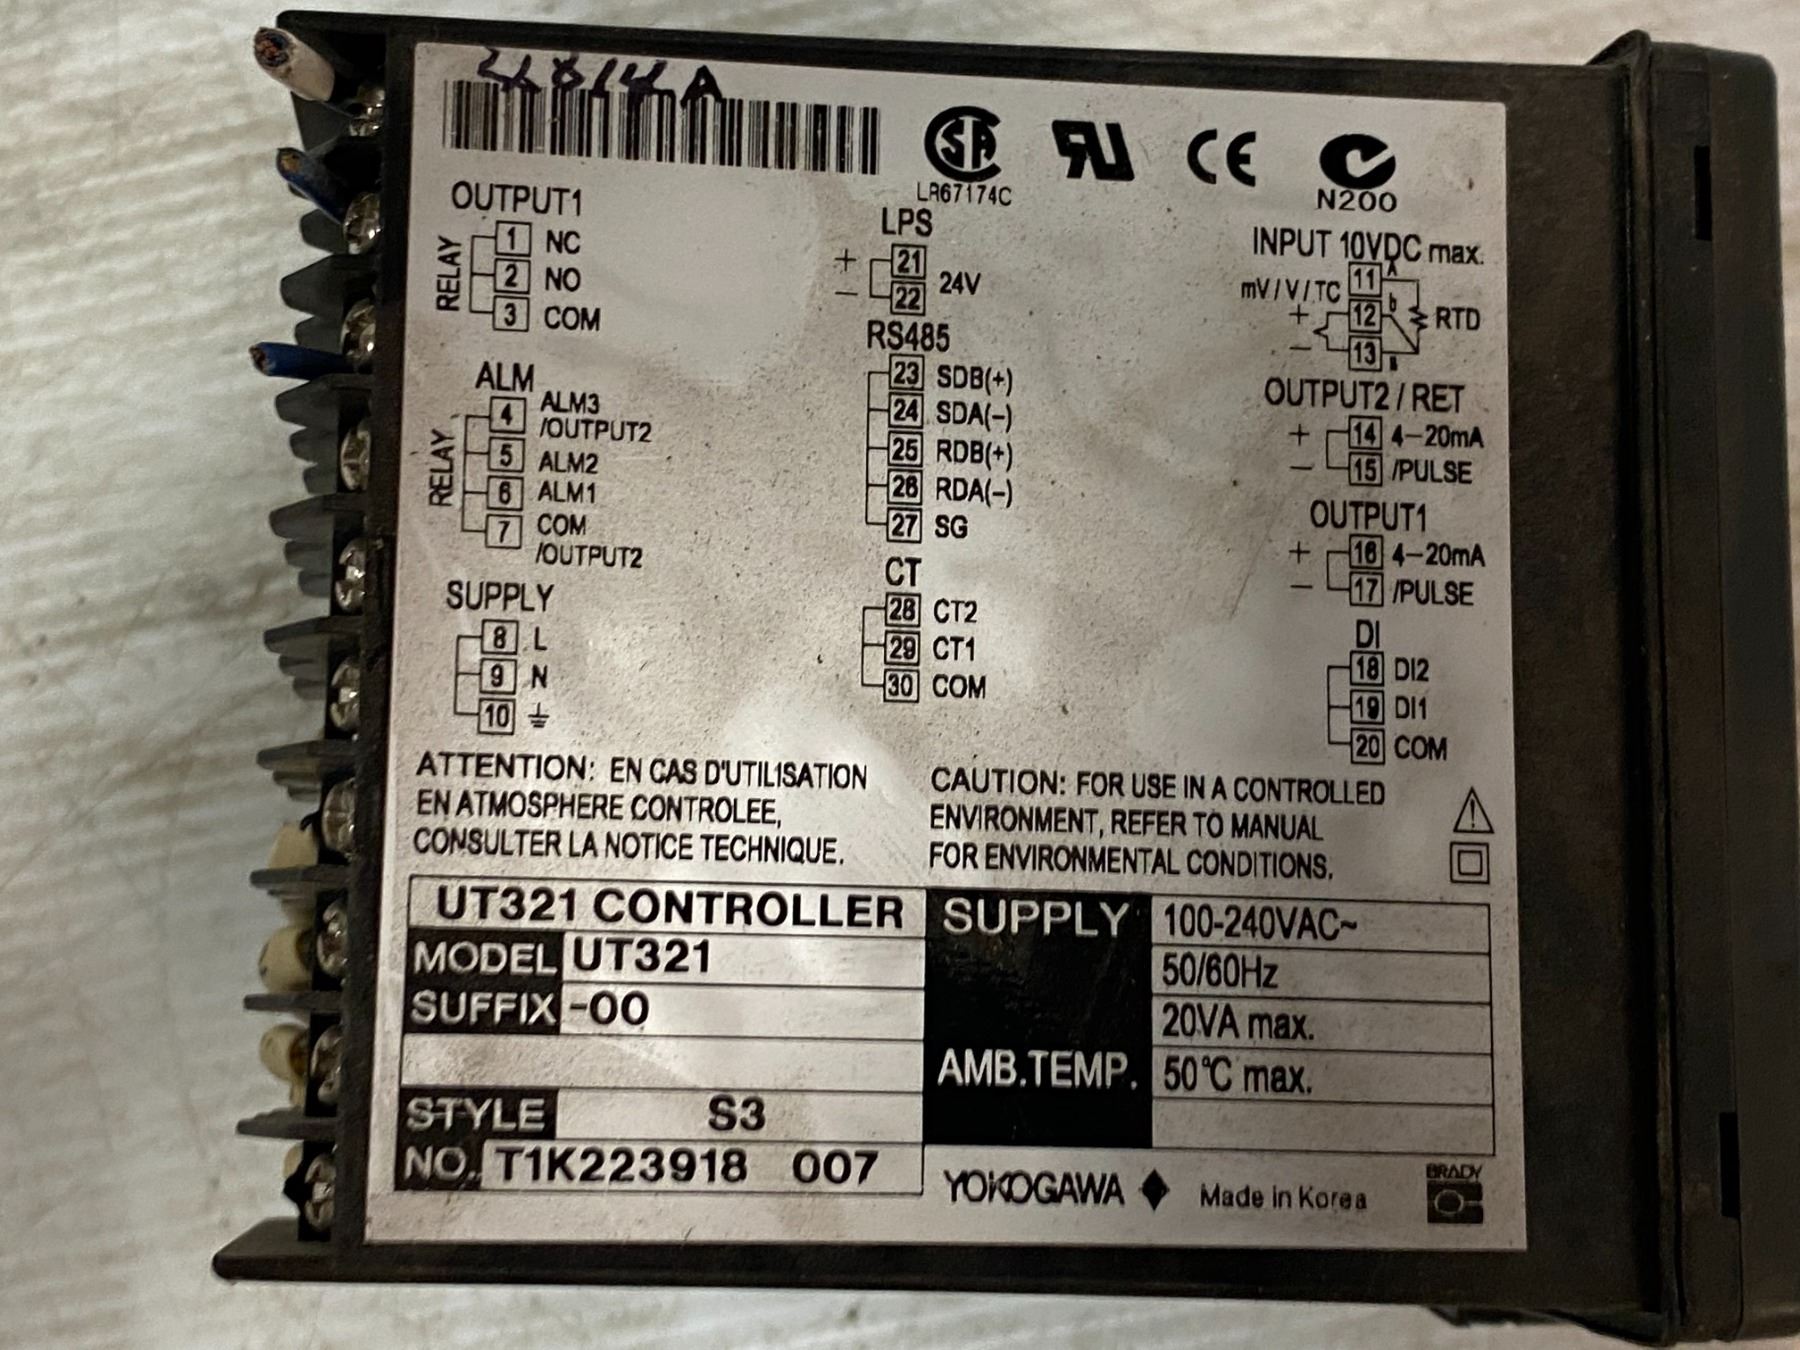 4814A
LR67174C
N200
OUTPUT1
RELAY
1 NC
2 NO
3 COM
ALM
RELAY
4 ALM3
/OUTPUT2
5 ALM2
6 ALM1
7 COM
/OUTPUT2
SUPPLY
8 L
9 N
10
LPS
+ 21
24V
- 22
RS485
23 SDB(+)
24 SDA(-)
25 RDB(+)
26 RDA(-)
27 SG
CT
28 CT2
29 CT1
30 COM
INPUT 10VDC max.
mV/V/TC 11 A
+ 12 b RTD
- 13 B
OUTPUT2/RET
+ 14 4-20mA
- 15 /PULSE
OUTPUT1
+ 16 4-20mA
- 17 /PULSE
DI
18 DI2
19 DI1
20 COM
ATTENTION: EN CAS D'UTILISATION
EN ATMOSPHERE CONTROLEE,
CONSULTER LA NOTICE TECHNIQUE.
CAUTION: FOR USE IN A CONTROLLED
ENVIRONMENT, REFER TO MANUAL
FOR ENVIRONMENTAL CONDITIONS.
UT321 CONTROLLER
MODEL UT321
SUFFIX -00
STYLE S3
NO. T1K223918 007
SUPPLY 100-240VAC~
50/60Hz
20VA max.
AMB.TEMP. 50°C max.
YOKOGAWA Made in Korea
BRADY